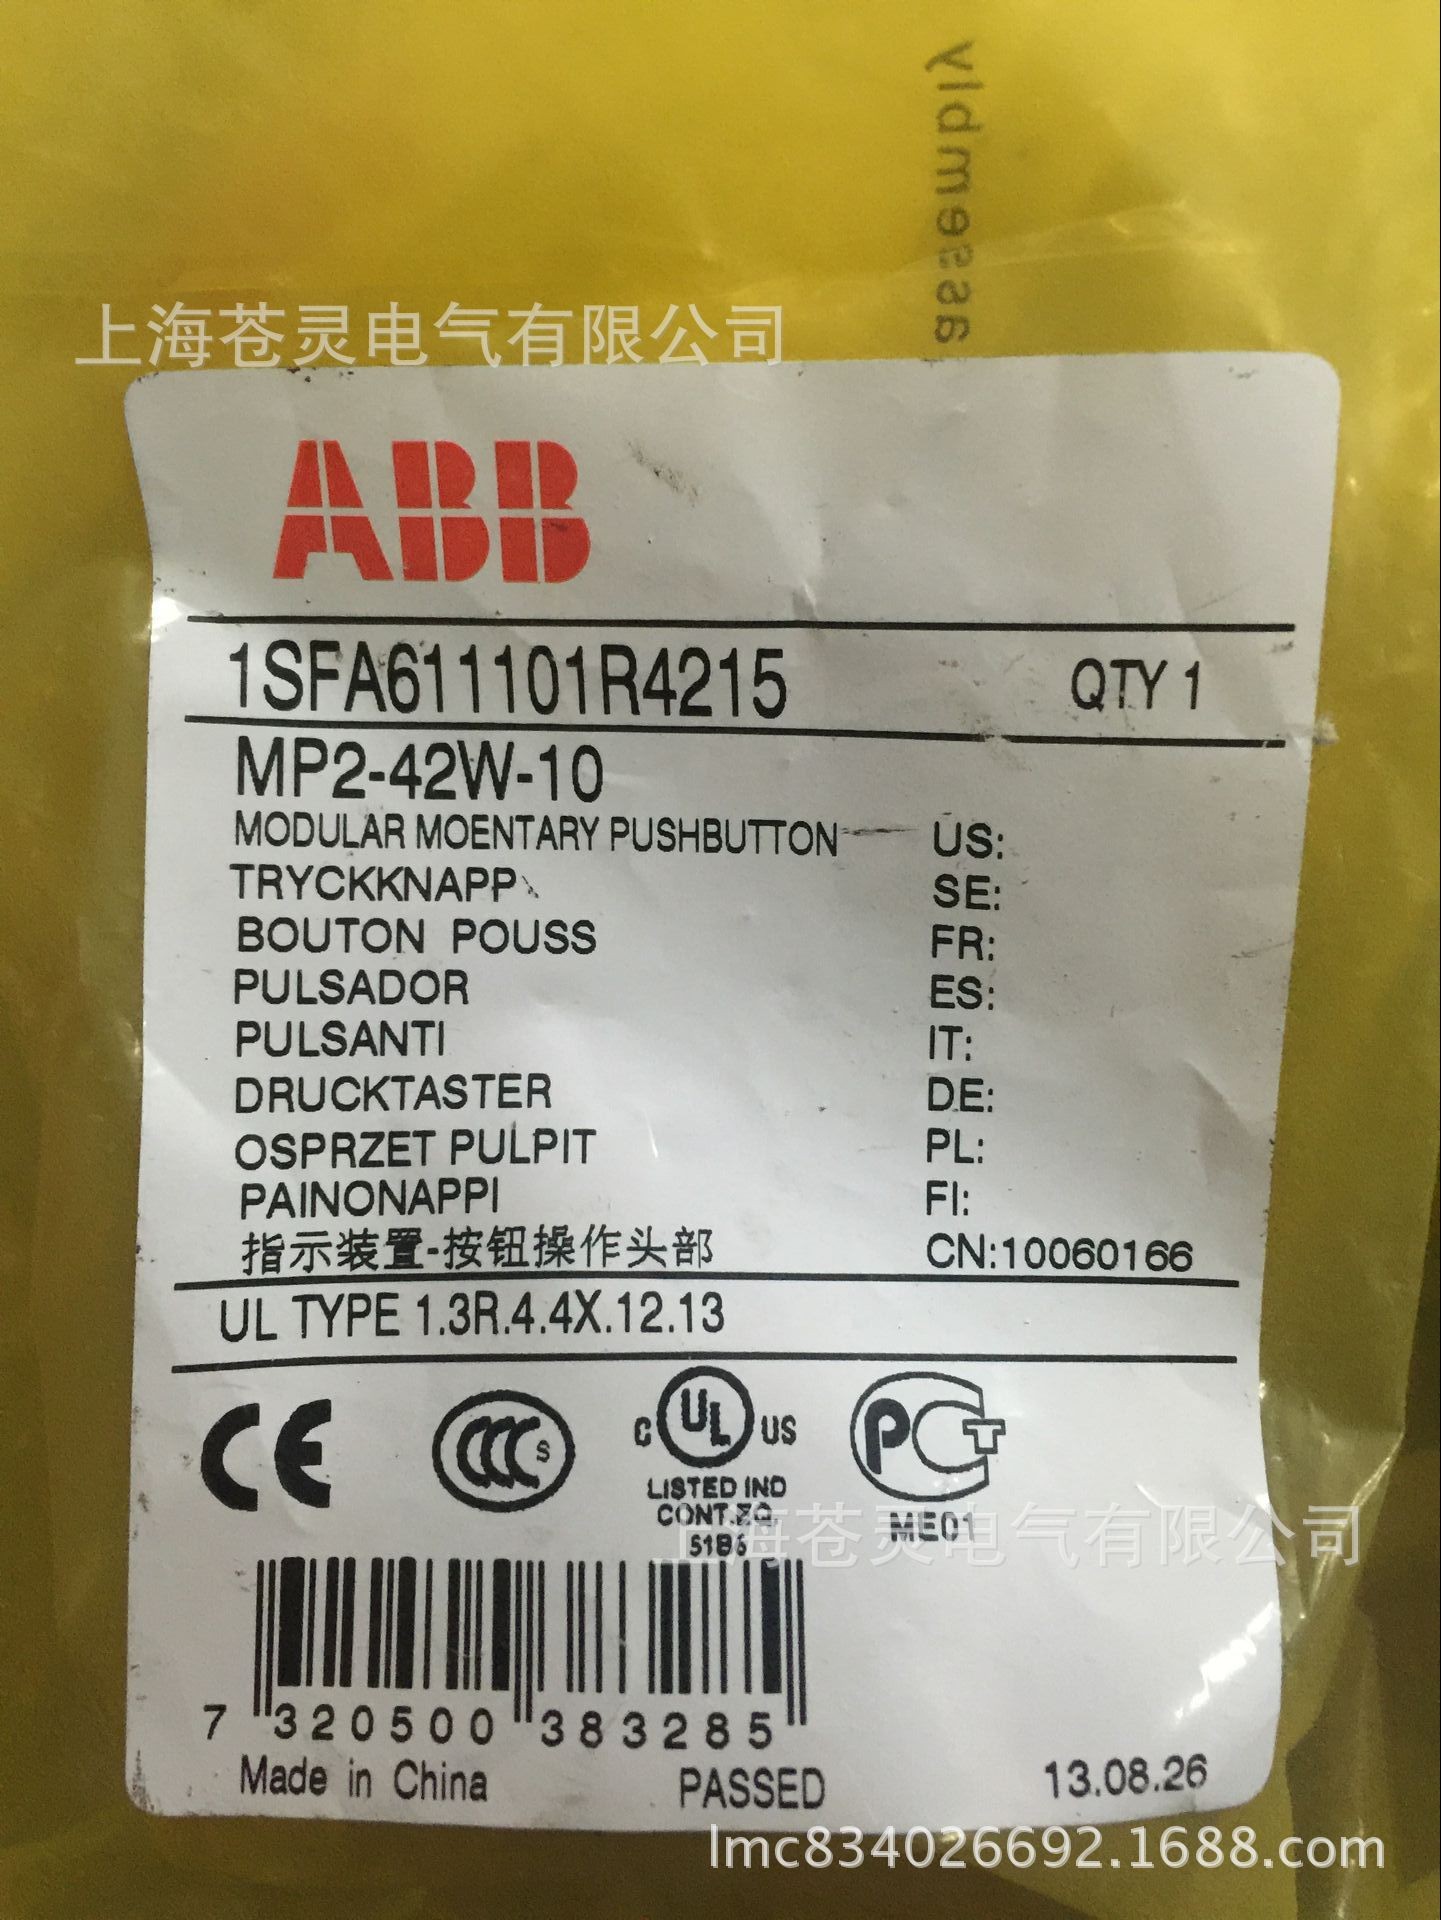 assembly
上海苍灵电气有限公司
ABB
1SFA611101R4215 QTY 1
MP2-42W-10
MODULAR MOENTARY PUSHBUTTON US:
TRYCKKNAPP SE:
BOUTON POUSS FR:
PULSADOR ES:
PULSANTI IT:
DRUCKTASTER DE:
OSPRZET PULPIT PL:
PAINONAPPI FI:
指示装置-按钮操作头部 CN:10060166
UL TYPE 1.3R.4.4X.12.13
CE CCC S C UL US PCT
LISTED IND
CONT.EQ.
51B6
ME01
上海苍灵电气有限公司
7 320500 383285
Made in China PASSED 13.08.26
lmc834026692.1688.com